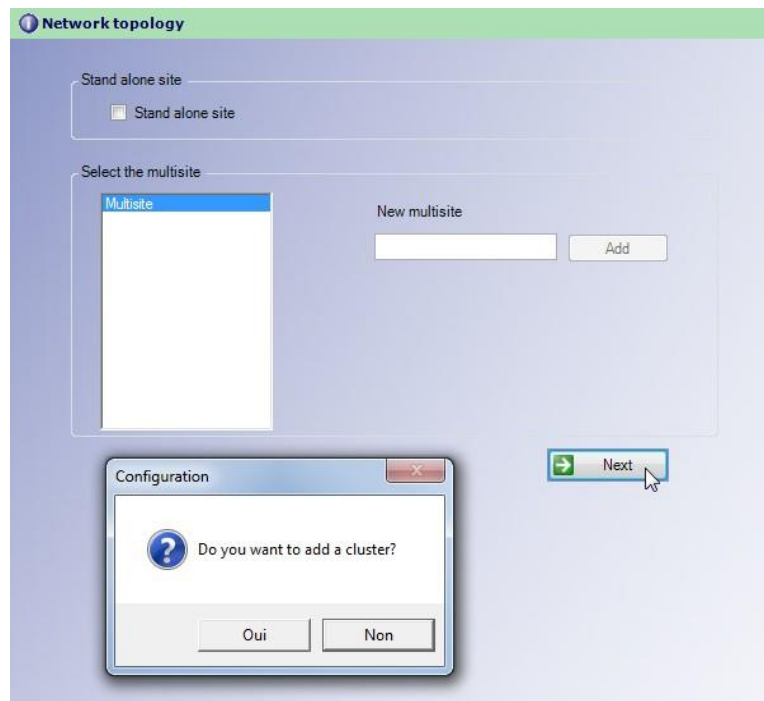 Network topology
Stand alone site
Stand alone site
Select the multisite
Multisite
New multisite
Add
Next
Configuration
Do you want to add a cluster?
Oui
Non